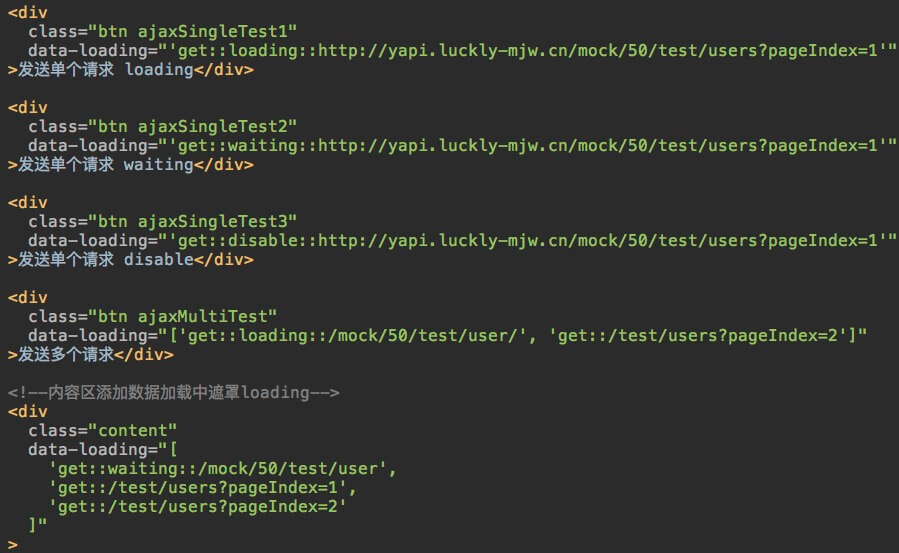 <div
  class="btn ajaxSingleTest1"
  data-loading="'get::loading::http://yapi.luckly-mjw.cn/mock/50/test/users?pageIndex=1'"
>发送单个请求 loading</div>

<div
  class="btn ajaxSingleTest2"
  data-loading="'get::waiting::http://yapi.luckly-mjw.cn/mock/50/test/users?pageIndex=1'"
>发送单个请求 waiting</div>

<div
  class="btn ajaxSingleTest3"
  data-loading="'get::disable::http://yapi.luckly-mjw.cn/mock/50/test/users?pageIndex=1'"
>发送单个请求 disable</div>

<div
  class="btn ajaxMultiTest"
  data-loading="['get::loading::/mock/50/test/user/', 'get::/test/users?pageIndex=2']"
>发送多个请求</div>

<!--内容区添加数据加载中遮罩loading-->
<div
  class="content"
  data-loading="[
    'get::waiting::/mock/50/test/user',
    'get::/test/users?pageIndex=1',
    'get::/test/users?pageIndex=2'
  ]"
>